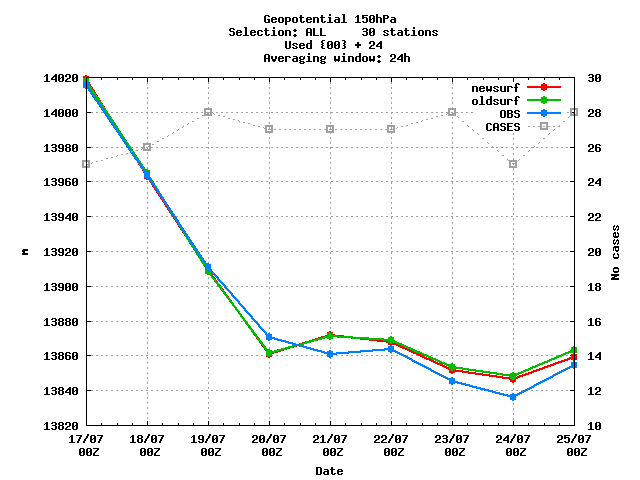 Geopotential 150hPa
Selection: ALL     30 stations
Used {00} + 24
Averaging window: 24h
newsurf
oldsurf
OBS
CASES
14020
14000
13980
13960
13940
13920
13900
13880
13860
13840
13820
m
30
28
26
24
22
20
18
16
14
12
10
No cases
17/07 18/07 19/07 20/07 21/07 22/07 23/07 24/07 25/07
00Z 00Z 00Z 00Z 00Z 00Z 00Z 00Z 00Z
Date